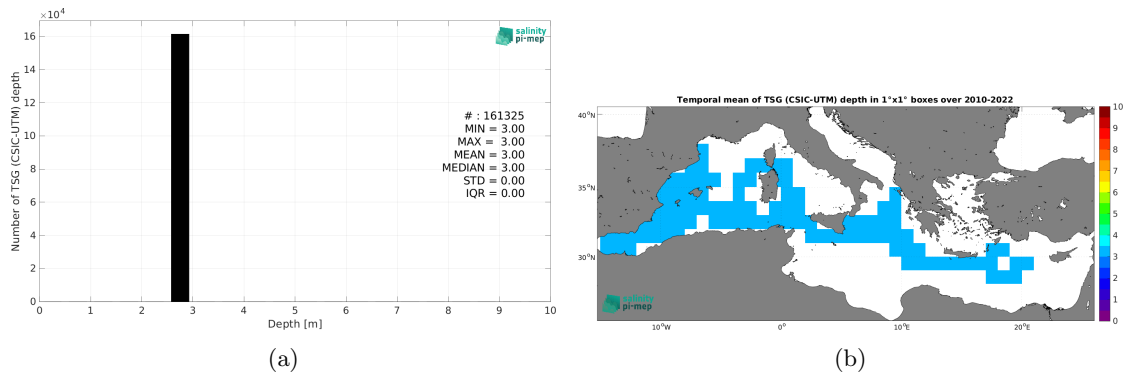 ×10⁴
16
14
12
10
8
6
4
2
0
Number of TSG (CSIC-UTM) depth
0 1 2 3 4 5 6 7 8 9 10
Depth [m]
salinity
pi-mep
# : 161325
MIN = 3.00
MAX = 3.00
MEAN = 3.00
MEDIAN = 3.00
STD = 0.00
IQR = 0.00
(a)
Temporal mean of TSG (CSIC-UTM) depth in 1°x1° boxes over 2010-2022
40°N
35°N
30°N
10°W 0° 10°E 20°E
salinity
pi-mep
10
9
8
7
6
5
4
3
2
1
0
(b)